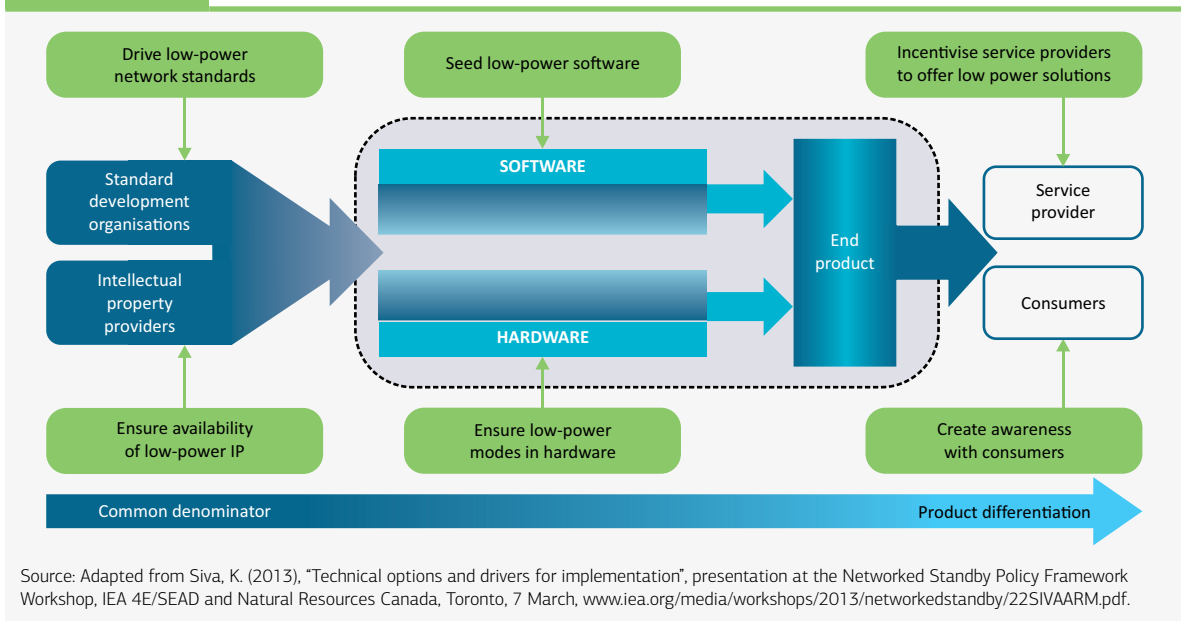 Drive low-power
network standards
Seed low-power software
Incentivise service providers
to offer low power solutions
Standard
development
organisations
Intellectual
property
providers
SOFTWARE
HARDWARE
End
product
Service
provider
Consumers
Ensure availability
of low-power IP
Ensure low-power
modes in hardware
Create awareness
with consumers
Common denominator
Product differentiation
Source: Adapted from Siva, K. (2013), “Technical options and drivers for implementation”, presentation at the Networked Standby Policy Framework
Workshop, IEA 4E/SEAD and Natural Resources Canada, Toronto, 7 March, www.iea.org/media/workshops/2013/networkedstandby/22SIVAARM.pdf.